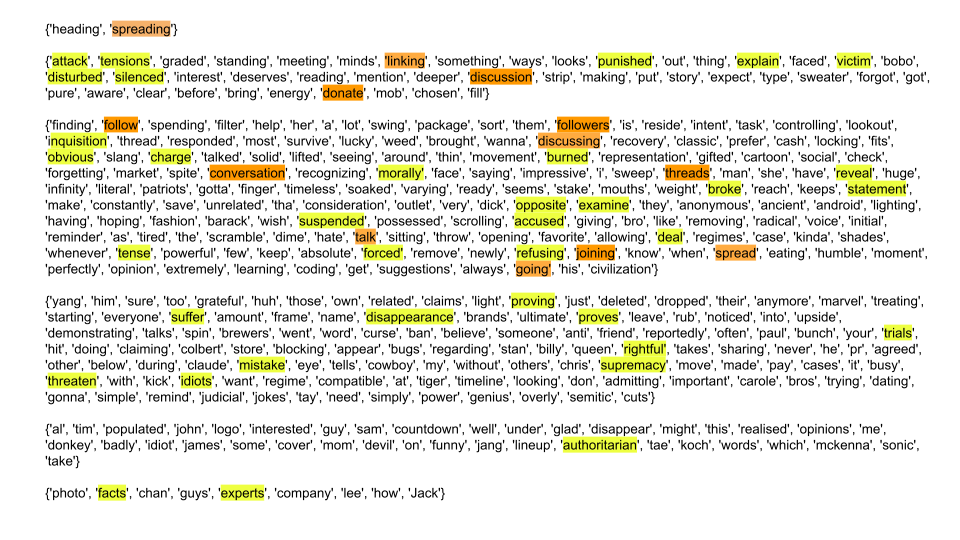 {'heading', 'spreading'}
{'attack', 'tensions', 'graded', 'standing', 'meeting', 'minds', 'linking', 'something', 'ways', 'looks', 'punished', 'out', 'thing', 'explain', 'faced', 'victim', 'bobo',
'disturbed', 'silenced', 'interest', 'deserves', 'reading', 'mention', 'deeper', 'discussion', 'strip', 'making', 'put', 'story', 'expect', 'type', 'sweater', 'forgot', 'got',
'pure', 'aware', 'clear', 'before', 'bring', 'energy', 'donate', 'mob', 'chosen', 'fill'}
{'finding', 'follow', 'spending', 'filter', 'help', 'her', 'a', 'lot', 'swing', 'package', 'sort', 'them', 'followers', 'is', 'reside', 'intent', 'task', 'controlling', 'lookout',
'inquisition', 'thread', 'responded', 'most', 'survive', 'lucky', 'weed', 'brought', 'wanna', 'discussing', 'recovery', 'classic', 'prefer', 'cash', 'locking', 'fits',
'obvious', 'slang', 'charge', 'talked', 'solid', 'lifted', 'seeing', 'around', 'thin', 'movement', 'burned', 'representation', 'gifted', 'cartoon', 'social', 'check',
'forgetting', 'market', 'spite', 'conversation', 'recognizing', 'morally', 'face', 'saying', 'impressive', 'i', 'sweep', 'threads', 'man', 'she', 'have', 'reveal', 'huge',
'infinity', 'literal', 'patriots', 'gotta', 'finger', 'timeless', 'soaked', 'varying', 'ready', 'seems', 'stake', 'mouths', 'weight', 'broke', 'reach', 'keeps', 'statement',
'make', 'constantly', 'save', 'unrelated', 'tha', 'consideration', 'outlet', 'very', 'dick', 'opposite', 'examine', 'they', 'anonymous', 'ancient', 'android', 'lighting',
'having', 'hoping', 'fashion', 'barack', 'wish', 'suspended', 'possessed', 'scrolling', 'accused', 'giving', 'bro', 'like', 'removing', 'radical', 'voice', 'initial',
'reminder', 'as', 'tired', 'the', 'scramble', 'dime', 'hate', 'talk', 'sitting', 'throw', 'opening', 'favorite', 'allowing', 'deal', 'regimes', 'case', 'kinda', 'shades',
'whenever', 'tense', 'powerful', 'few', 'keep', 'absolute', 'forced', 'remove', 'newly', 'refusing', 'joining', 'know', 'when', 'spread', 'eating', 'humble', 'moment',
'perfectly', 'opinion', 'extremely', 'learning', 'coding', 'get', 'suggestions', 'always', 'going', 'his', 'civilization'}
{'yang', 'him', 'sure', 'too', 'grateful', 'huh', 'those', 'own', 'related', 'claims', 'light', 'proving', 'just', 'deleted', 'dropped', 'their', 'anymore', 'marvel', 'treating',
'starting', 'everyone', 'suffer', 'amount', 'frame', 'name', 'disappearance', 'brands', 'ultimate', 'proves', 'leave', 'rub', 'noticed', 'into', 'upside',
'demonstrating', 'talks', 'spin', 'brewers', 'went', 'word', 'curse', 'ban', 'believe', 'someone', 'anti', 'friend', 'reportedly', 'often', 'paul', 'bunch', 'your', 'trials',
'hit', 'doing', 'claiming', 'colbert', 'store', 'blocking', 'appear', 'bugs', 'regarding', 'stan', 'billy', 'queen', 'rightful', 'takes', 'sharing', 'never', 'he', 'pr', 'agreed',
'other', 'below', 'during', 'claude', 'mistake', 'eye', 'tells', 'cowboy', 'my', 'without', 'others', 'chris', 'supremacy', 'move', 'made', 'pay', 'cases', 'it', 'busy',
'threaten', 'with', 'kick', 'idiots', 'want', 'regime', 'compatible', 'at', 'tiger', 'timeline', 'looking', 'don', 'admitting', 'important', 'carole', 'bros', 'trying', 'dating',
'gonna', 'simple', 'remind', 'judicial', 'jokes', 'tay', 'need', 'simply', 'power', 'genius', 'overly', 'semitic', 'cuts'}
{'al', 'tim', 'populated', 'john', 'logo', 'interested', 'guy', 'sam', 'countdown', 'well', 'under', 'glad', 'disappear', 'might', 'this', 'realised', 'opinions', 'me',
'donkey', 'badly', 'idiot', 'james', 'some', 'cover', 'mom', 'devil', 'on', 'funny', 'jang', 'lineup', 'authoritarian', 'tae', 'koch', 'words', 'which', 'mckenna', 'sonic',
'take'}
{'photo', 'facts', 'chan', 'guys', 'experts', 'company', 'lee', 'how', 'Jack'}